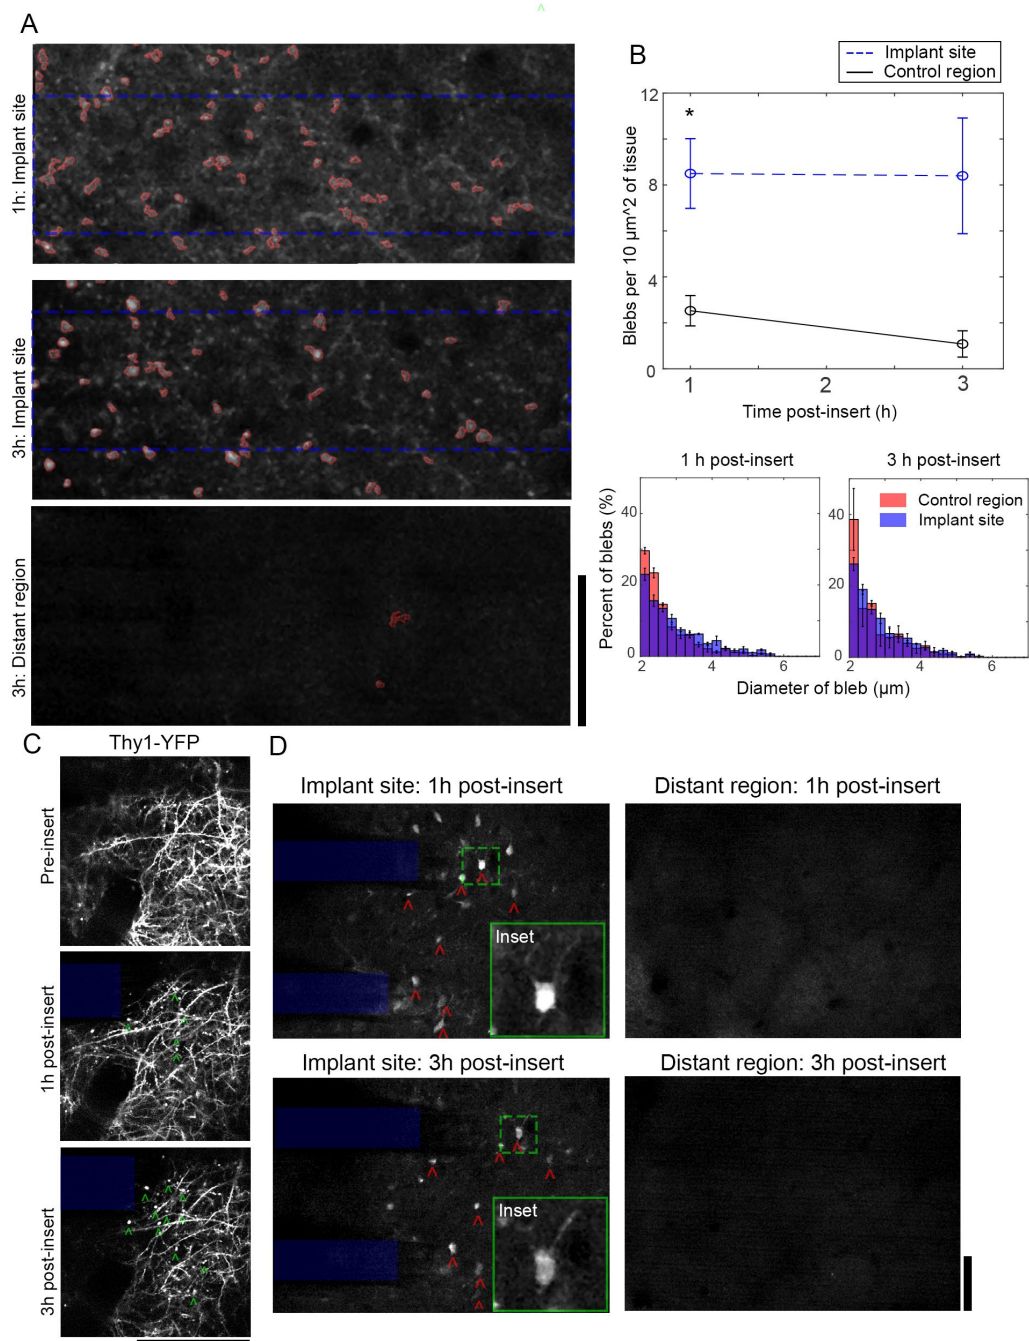 A
1h: Implant site
3h: Implant site
3h: Distant region
B
Implant site
Control region
12
8
4
0
*
Blebs per 10 µm^2 of tissue
1
2
3
Time post-insert (h)
1 h post-insert
3 h post-insert
40
20
0
Percent of blebs (%)
2
4
6
40
20
0
Control region
Implant site
2
4
6
Diameter of bleb (µm)
C
Thy1-YFP
Pre-insert
1h post-insert
3h post-insert
D
Implant site: 1h post-insert
Distant region: 1h post-insert
Inset
Implant site: 3h post-insert
Distant region: 3h post-insert
Inset